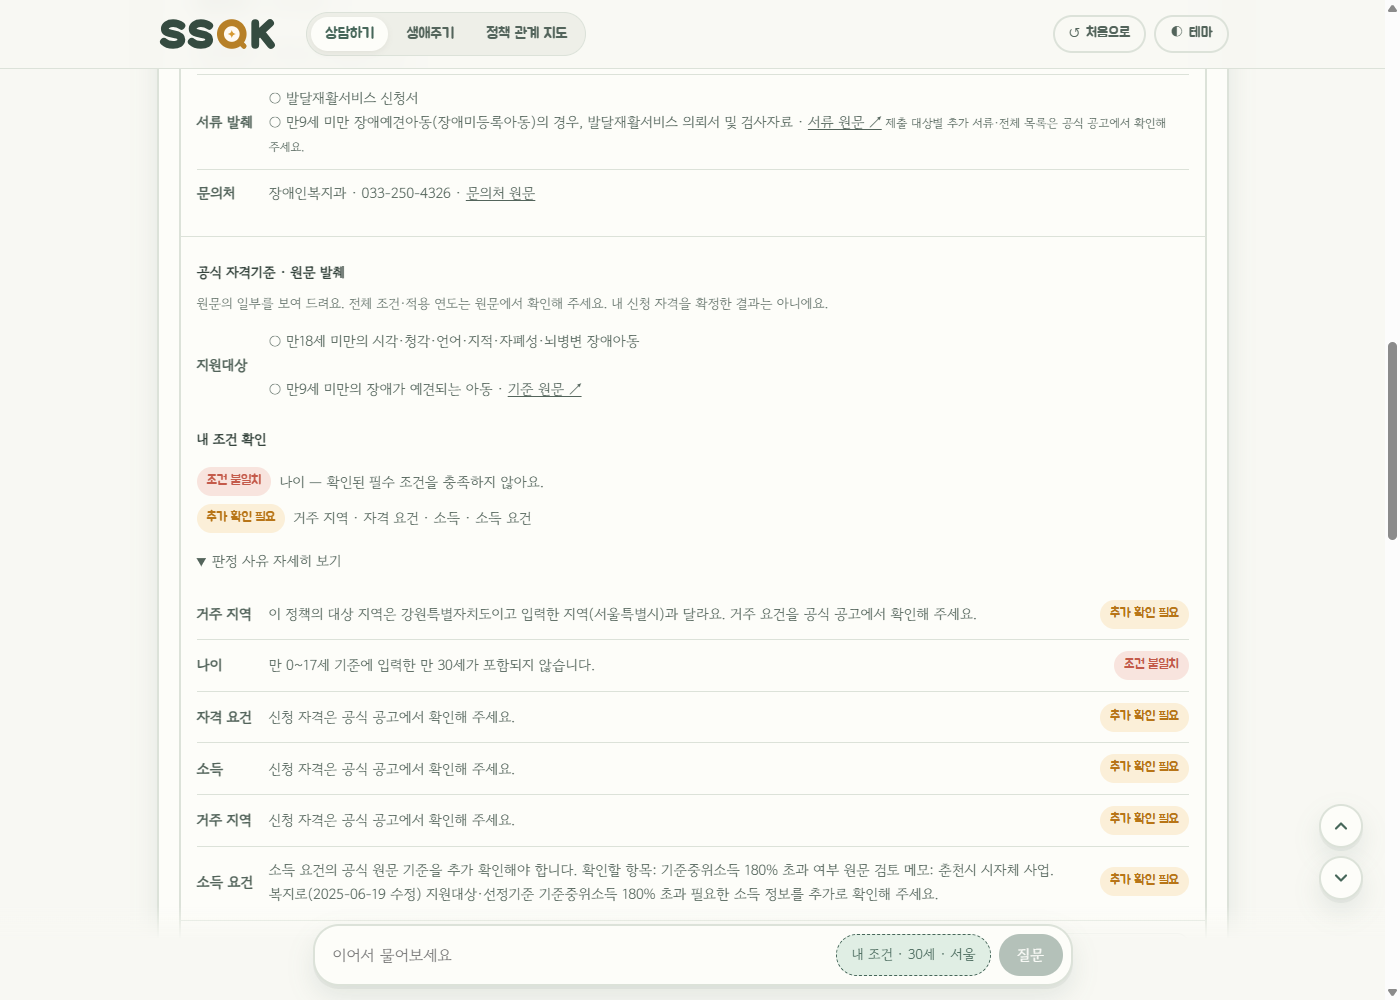 SSOK
상담하기
생애주기
정책 관계 지도
↺ 처음으로
◐ 테마
서류 발췌
○ 발달재활서비스 신청서
○ 만9세 미만 장애예견아동(장애미등록아동)의 경우, 발달재활서비스 의뢰서 및 검사자료 · 서류 원문 ↗ 제출 대상별 추가 서류·전체 목록은 공식 공고에서 확인해
주세요.
문의처 장애인복지과 · 033-250-4326 · 문의처 원문
공식 자격기준 · 원문 발췌
원문의 일부를 보여 드려요. 전체 조건·적용 연도는 원문에서 확인해 주세요. 내 신청 자격을 확정한 결과는 아니에요.
지원대상
○ 만18세 미만의 시각·청각·언어·지적·자폐성·뇌병변 장애아동
○ 만9세 미만의 장애가 예견되는 아동 · 기준 원문 ↗
내 조건 확인
조건 불일치 나이 — 확인된 필수 조건을 충족하지 않아요.
추가 확인 필요 거주 지역 · 자격 요건 · 소득 · 소득 요건
▼ 판정 사유 자세히 보기
거주 지역 이 정책의 대상 지역은 강원특별자치도이고 입력한 지역(서울특별시)과 달라요. 거주 요건을 공식 공고에서 확인해 주세요. 추가 확인 필요
나이 만 0~17세 기준에 입력한 만 30세가 포함되지 않습니다. 조건 불일치
자격 요건 신청 자격은 공식 공고에서 확인해 주세요. 추가 확인 필요
소득 신청 자격은 공식 공고에서 확인해 주세요. 추가 확인 필요
거주 지역 신청 자격은 공식 공고에서 확인해 주세요. 추가 확인 필요
소득 요건 소득 요건의 공식 원문 기준을 추가 확인해야 합니다. 확인할 항목: 기준중위소득 180% 초과 여부 원문 검토 메모: 춘천시 시자체 사업.
복지로(2025-06-19 수정) 지원대상·선정기준 기준중위소득 180% 초과 필요한 소득 정보를 추가로 확인해 주세요. 추가 확인 필요
이어서 물어보세요
내 조건 · 30세 · 서울
질문